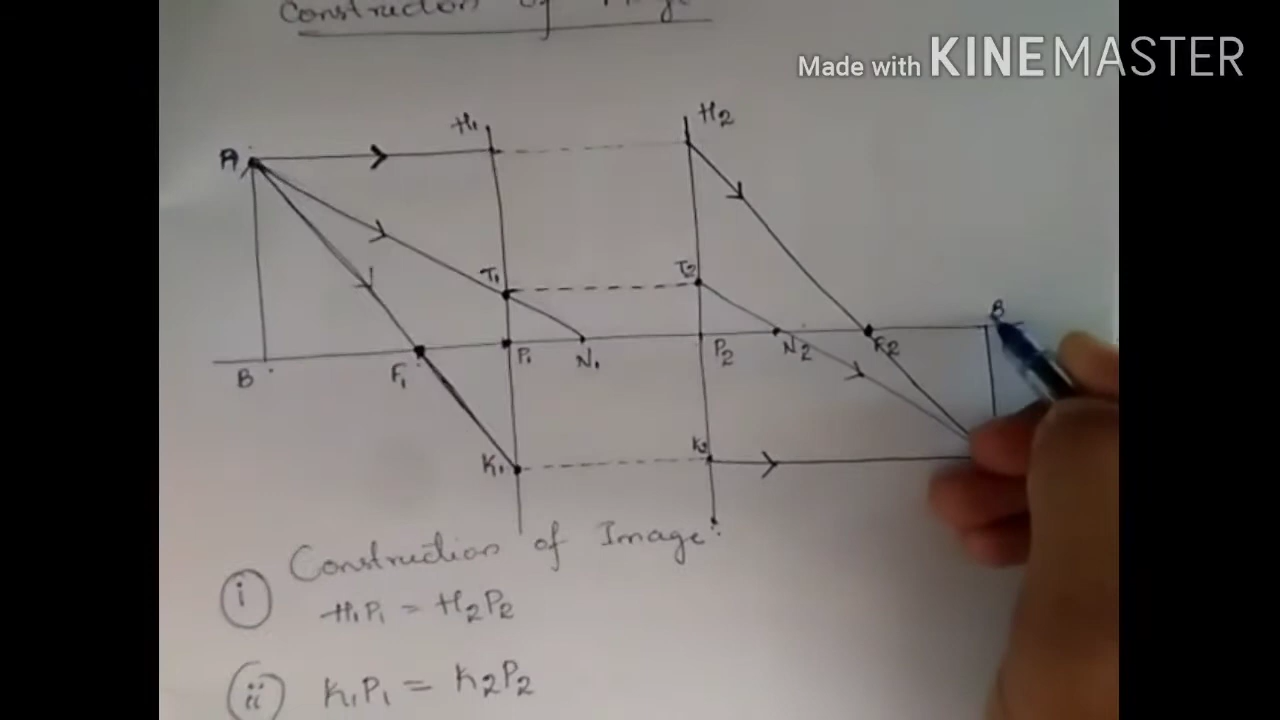 Construction of Image
Made with KINEMASTER
A
H₁
H₂
T₁
T₂
B
F₁
P₁
N₁
P₂
N₂
F₂
B
K₁
K₂
Construction of Image:
i
H₁P₁ = H₂P₂
ii K₁P₁ = K₂P₂